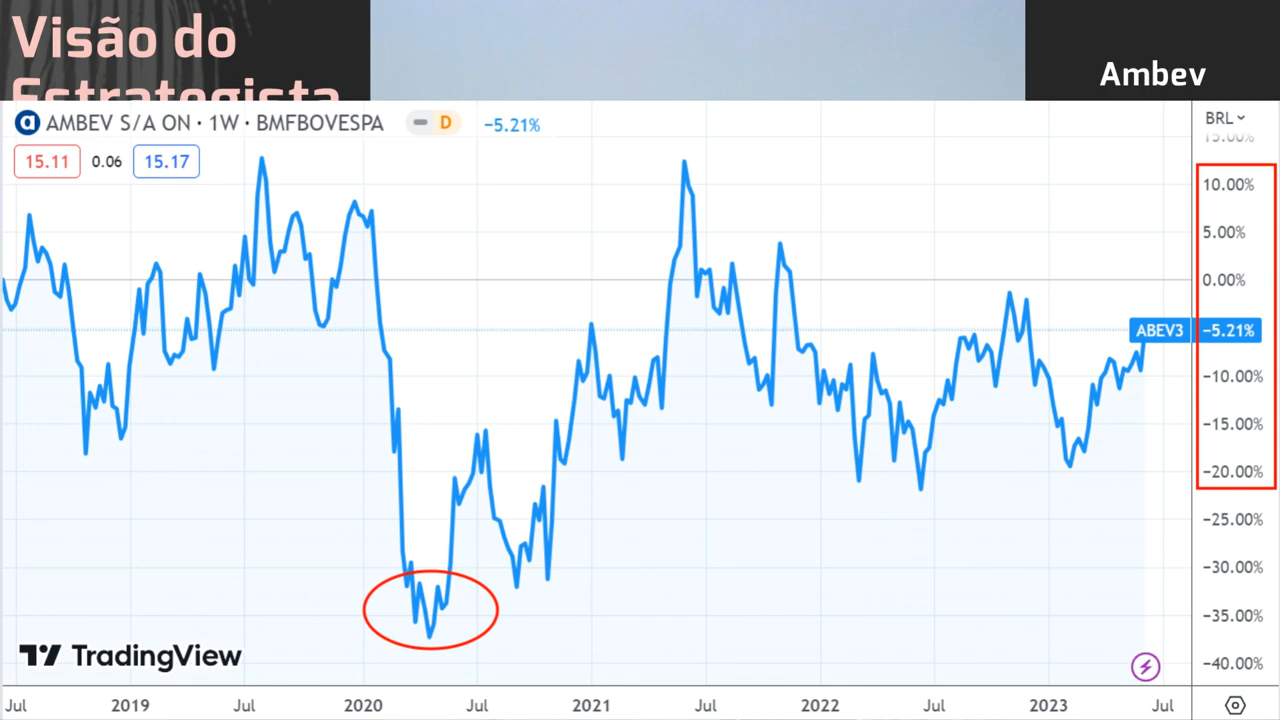 Visão do
Estrategista
Ambev
AMBEV S/A ON · 1W · BMFBOVESPA
D
−5.21%
BRL
15.11
0.06
15.17
15.00%
10.00%
5.00%
0.00%
ABEV3
−5.21%
−10.00%
−15.00%
−20.00%
−25.00%
−30.00%
−35.00%
−40.00%
TradingView
Jul
2019
Jul
2020
Jul
2021
Jul
2022
Jul
2023
Jul